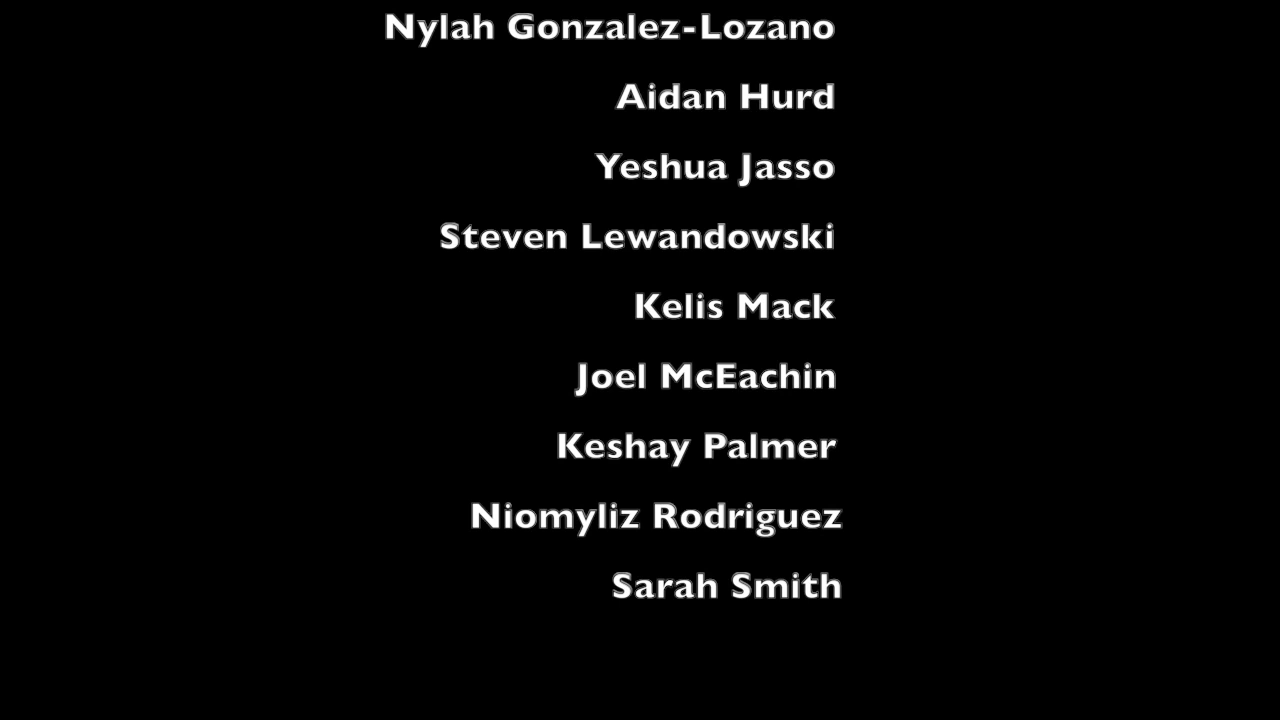 Nylah Gonzalez-Lozano
Aidan Hurd
Yeshua Jasso
Steven Lewandowski
Kelis Mack
Joel McEachin
Keshay Palmer
Niomyliz Rodriguez
Sarah Smith